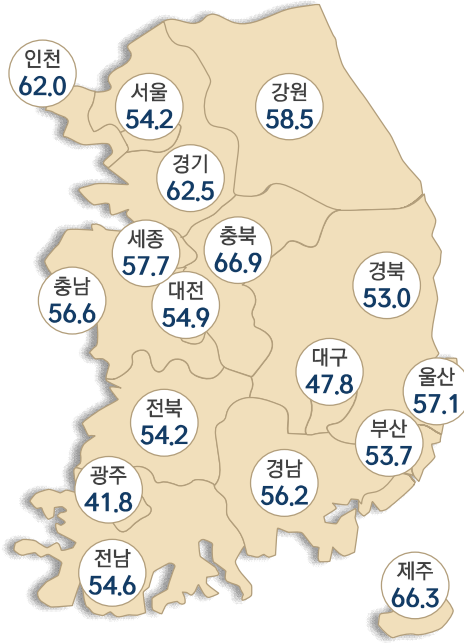 인천
62.0
서울
54.2
강원
58.5
경기
62.5
세종
57.7
충북
66.9
충남
56.6
대전
54.9
경북
53.0
대구
47.8
울산
57.1
전북
54.2
부산
53.7
광주
41.8
경남
56.2
전남
54.6
제주
66.3